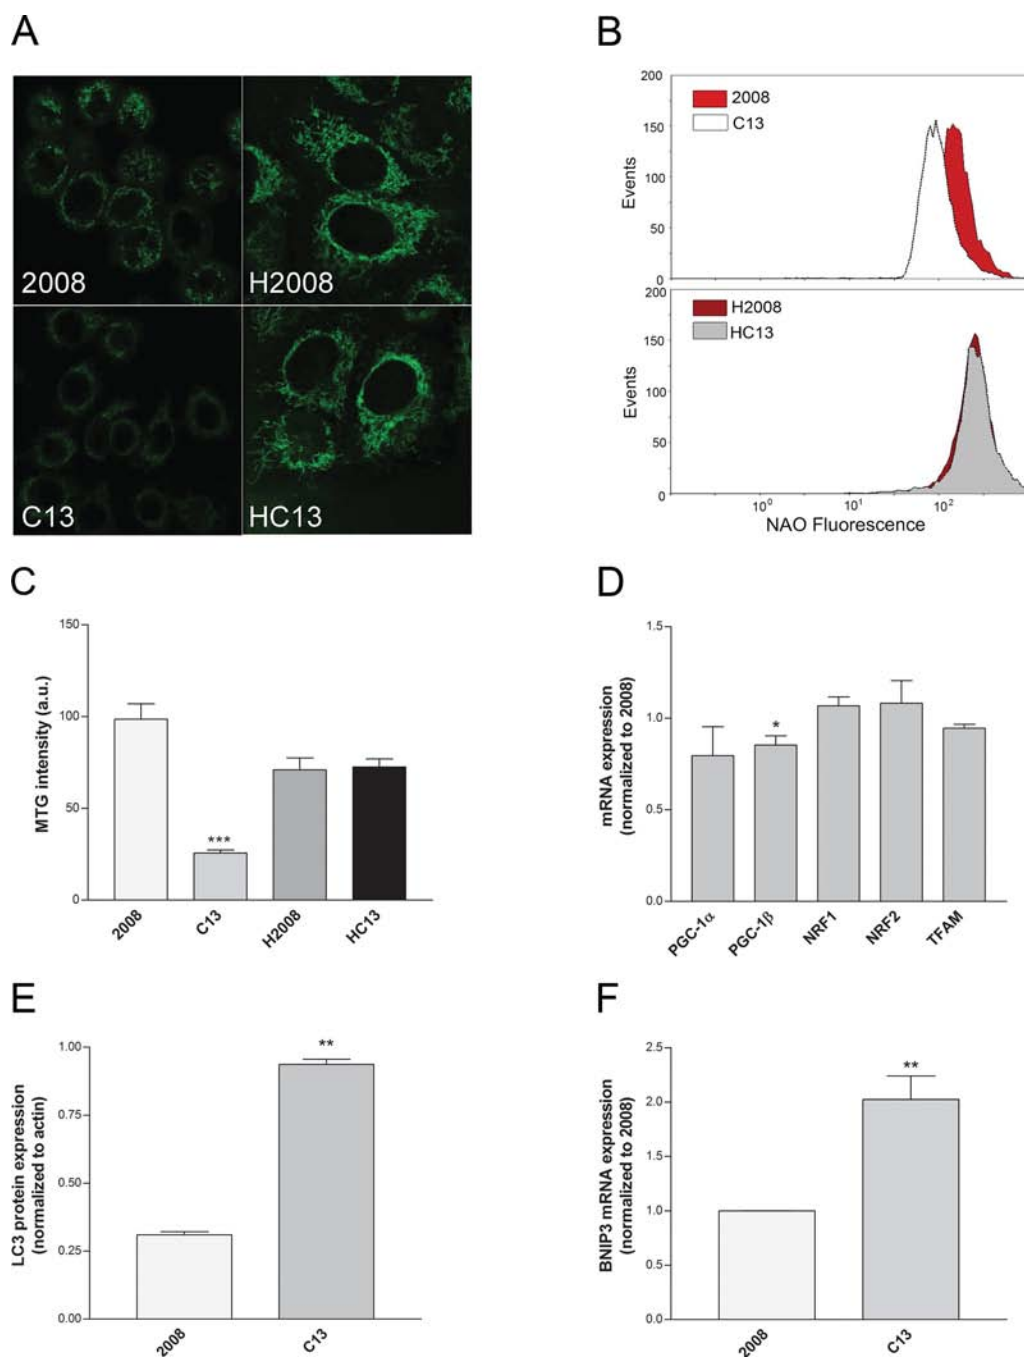 A
2008
H2008
C13
HC13
B
200
150
100
50
0
Events
2008
C13
200
150
100
50
0
Events
H2008
HC13
10⁰
10¹
10²
NAO Fluorescence
C
150
100
50
0
MTG intensity (a.u.)
***
2008
C13
H2008
HC13
D
1.5
1.0
0.5
0.0
mRNA expression
(normalized to 2008)
*
PGC-1α
PGC-1β
NRF1
NRF2
TFAM
E
1.00
0.75
0.50
0.25
0.00
LC3 protein expression
(normalized to actin)
**
2008
C13
F
2.5
2.0
1.5
1.0
0.5
0.0
BNIP3 mRNA expression
(normalized to 2008)
**
2008
C13